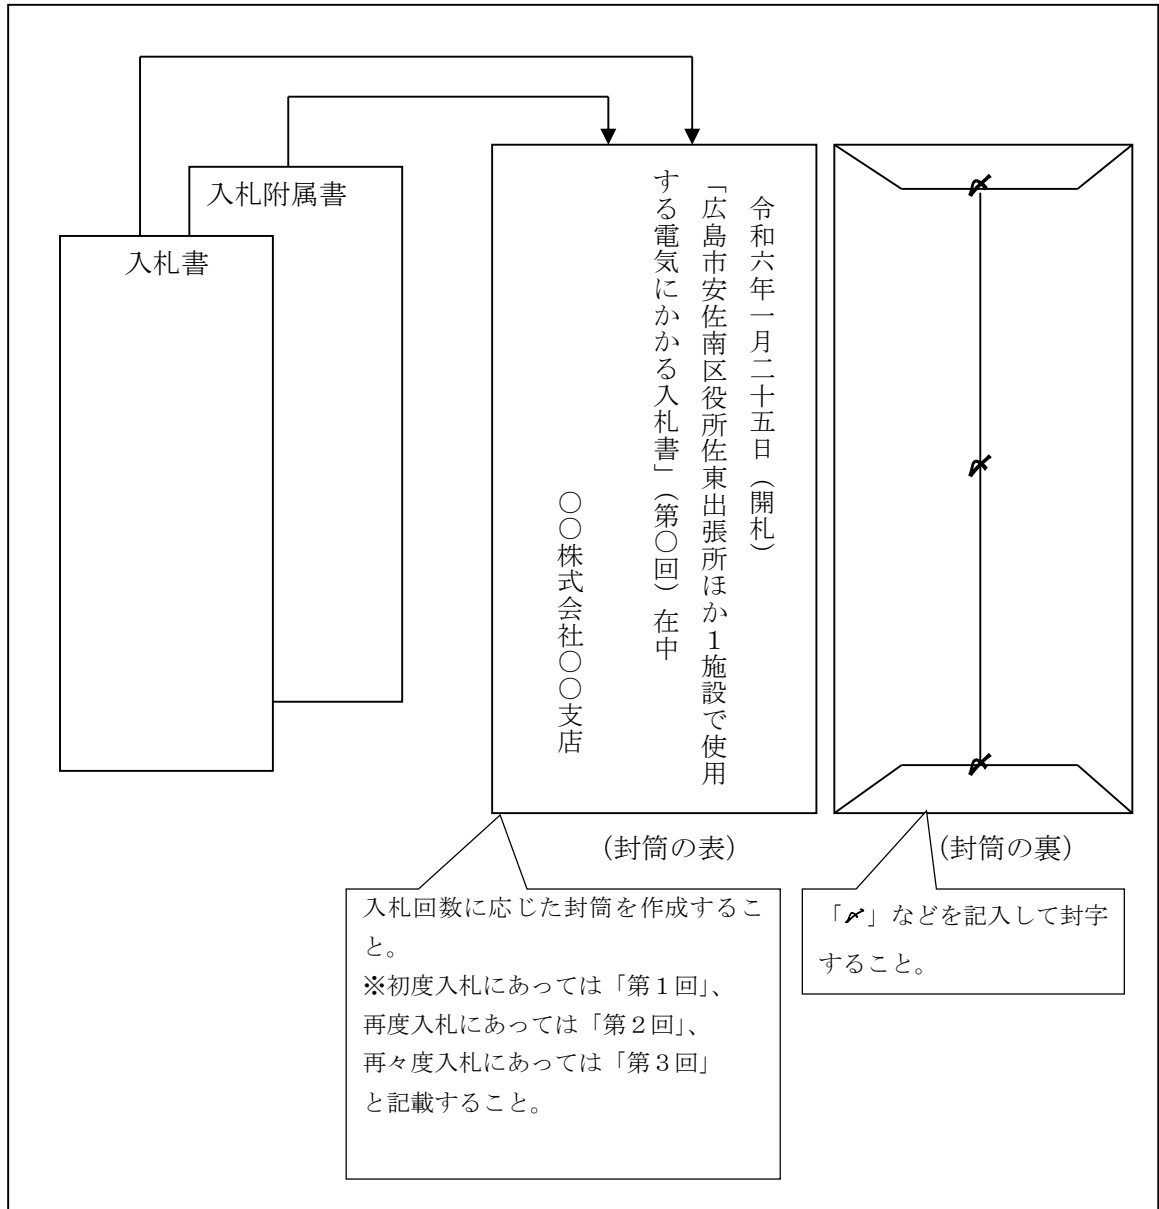 入札附属書
入札書
令和六年一月二十五日（開札）
「広島市安佐南区役所佐東出張所ほか１施設で使用
する電気にかかる入札書」（第〇回）在中
〇〇株式会社〇〇支店
（封筒の表）
（封筒の裏）
入札回数に応じた封筒を作成するこ
と。
※初度入札にあっては「第１回」、
再度入札にあっては「第２回」、
再々度入札にあっては「第３回」
と記載すること。
「〆」などを記入して封字
すること。